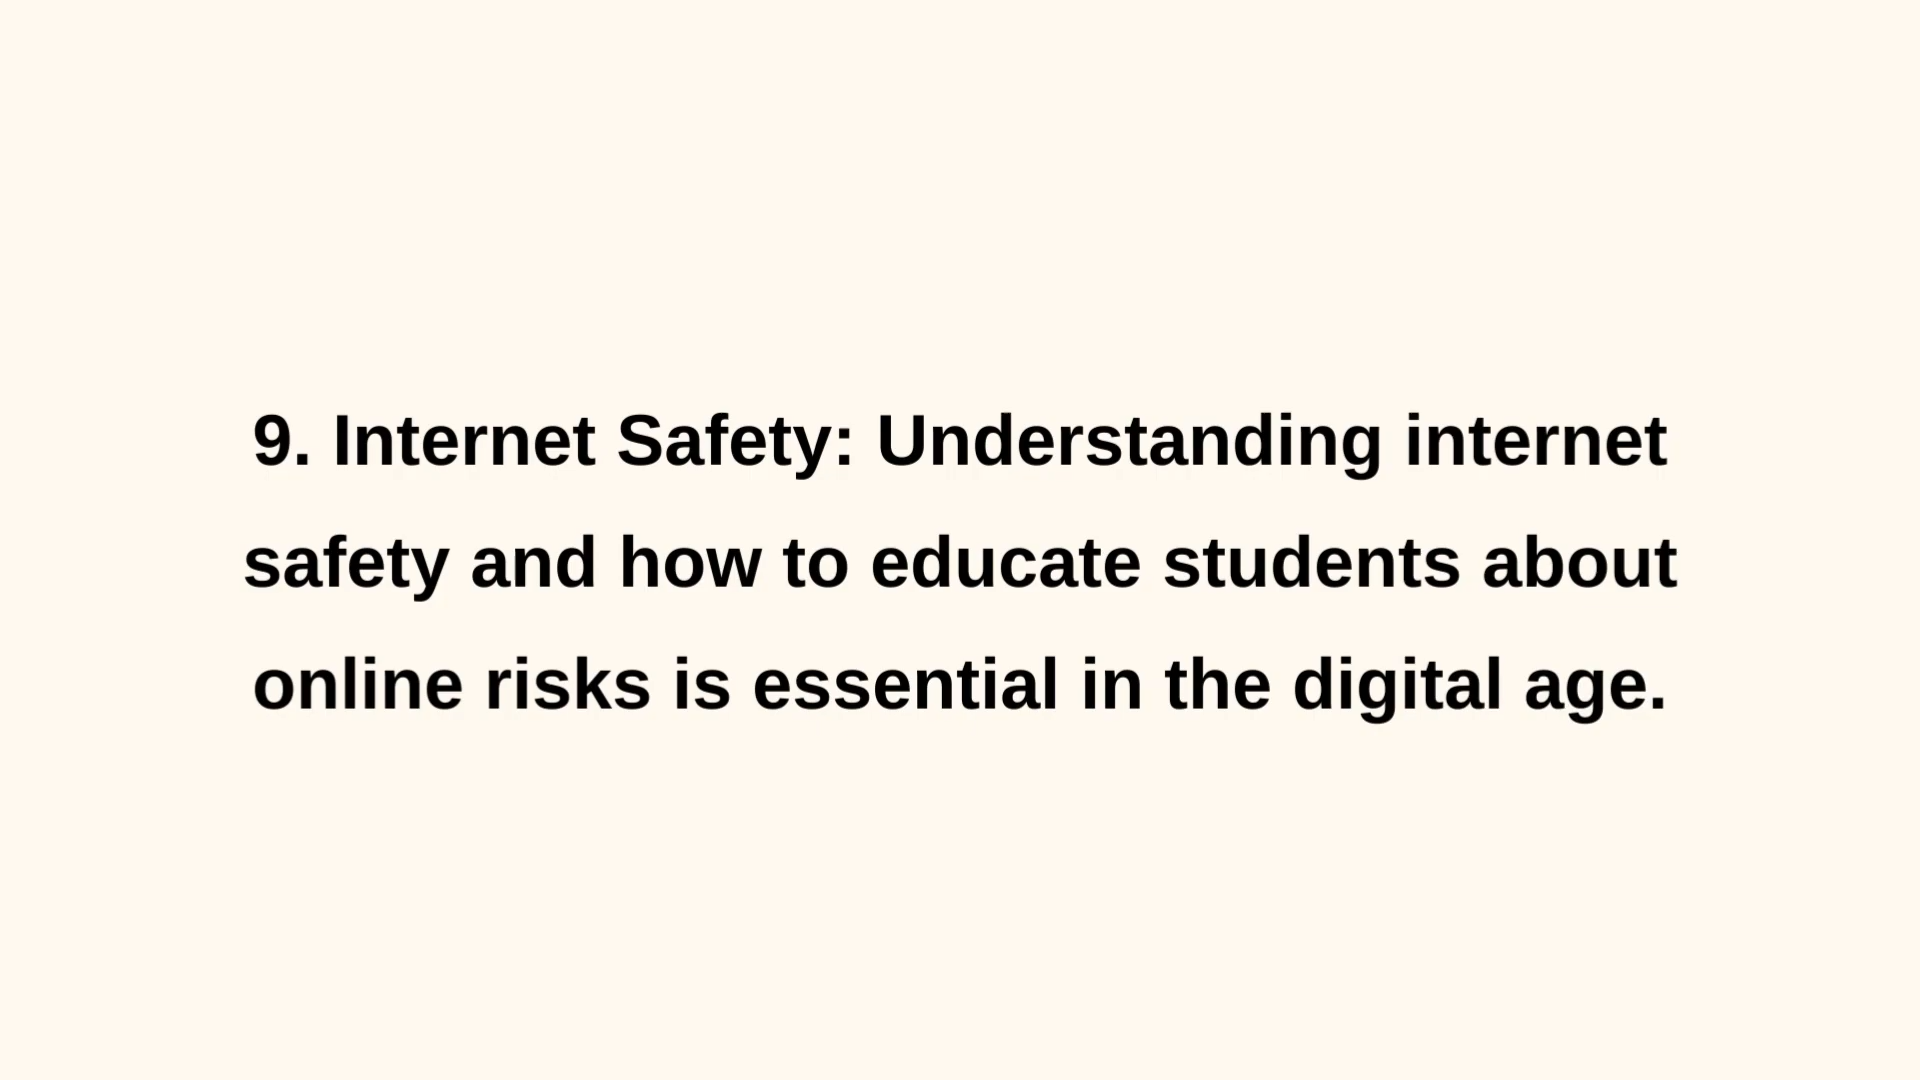 9. Internet Safety: Understanding internet
safety and how to educate students about
online risks is essential in the digital age.